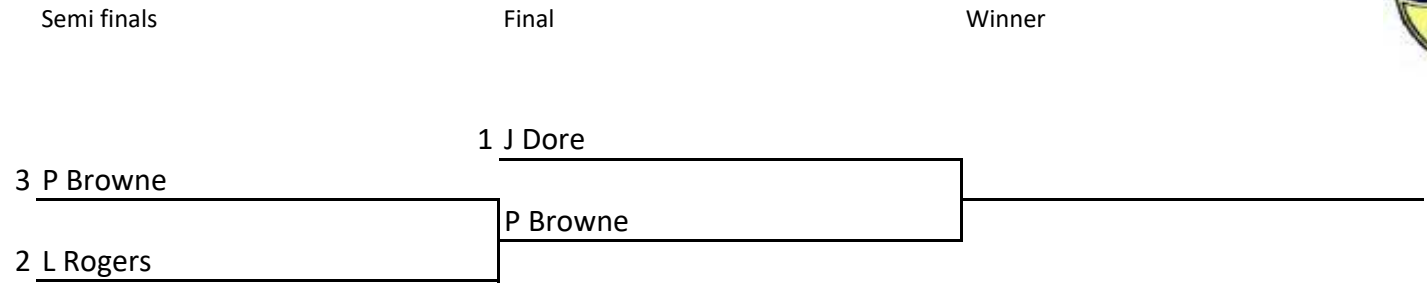 Semi finals Final Winner
1 J Dore
3 P Browne
P Browne
2 L Rogers